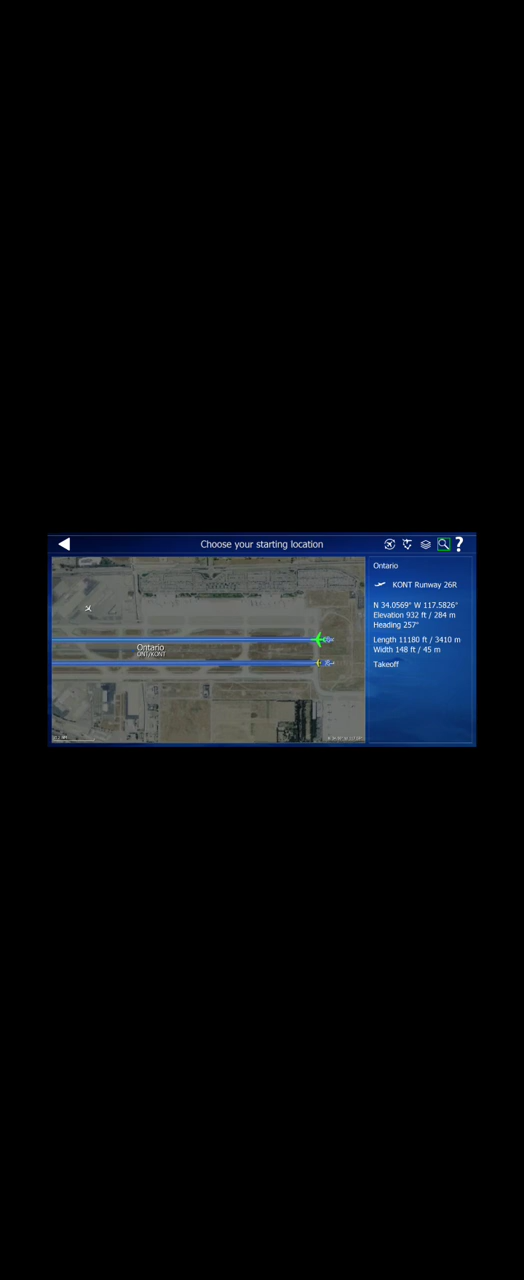 Choose your starting location
?
Ontario
KONT Runway 26R
N 34.0569° W 117.5826°
Elevation 932 ft / 284 m
Heading 257°
Length 11180 ft / 3410 m
Width 148 ft / 45 m
Takeoff
Ontario
ONT/KONT